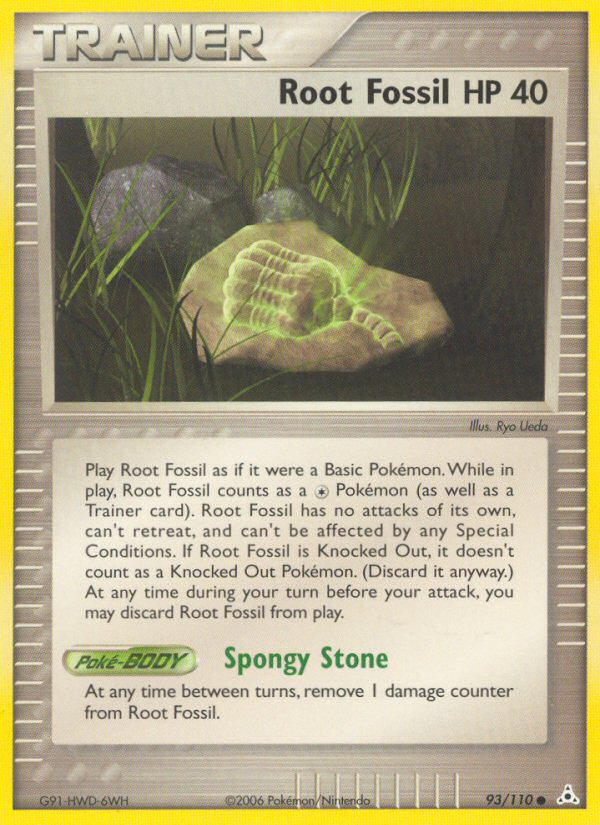 TRAINER
Root Fossil HP 40
Illus. Ryo Ueda
Play Root Fossil as if it were a Basic Pokémon. While in
play, Root Fossil counts as a Pokémon (as well as a
Trainer card). Root Fossil has no attacks of its own,
can't retreat, and can't be affected by any Special
Conditions. If Root Fossil is Knocked Out, it doesn't
count as a Knocked Out Pokémon. (Discard it anyway.)
At any time during your turn before your attack, you
may discard Root Fossil from play.
Poké-BODY Spongy Stone
At any time between turns, remove 1 damage counter
from Root Fossil.
G91-HWD-6WH ©2006 Pokémon/Nintendo 93/110 ●